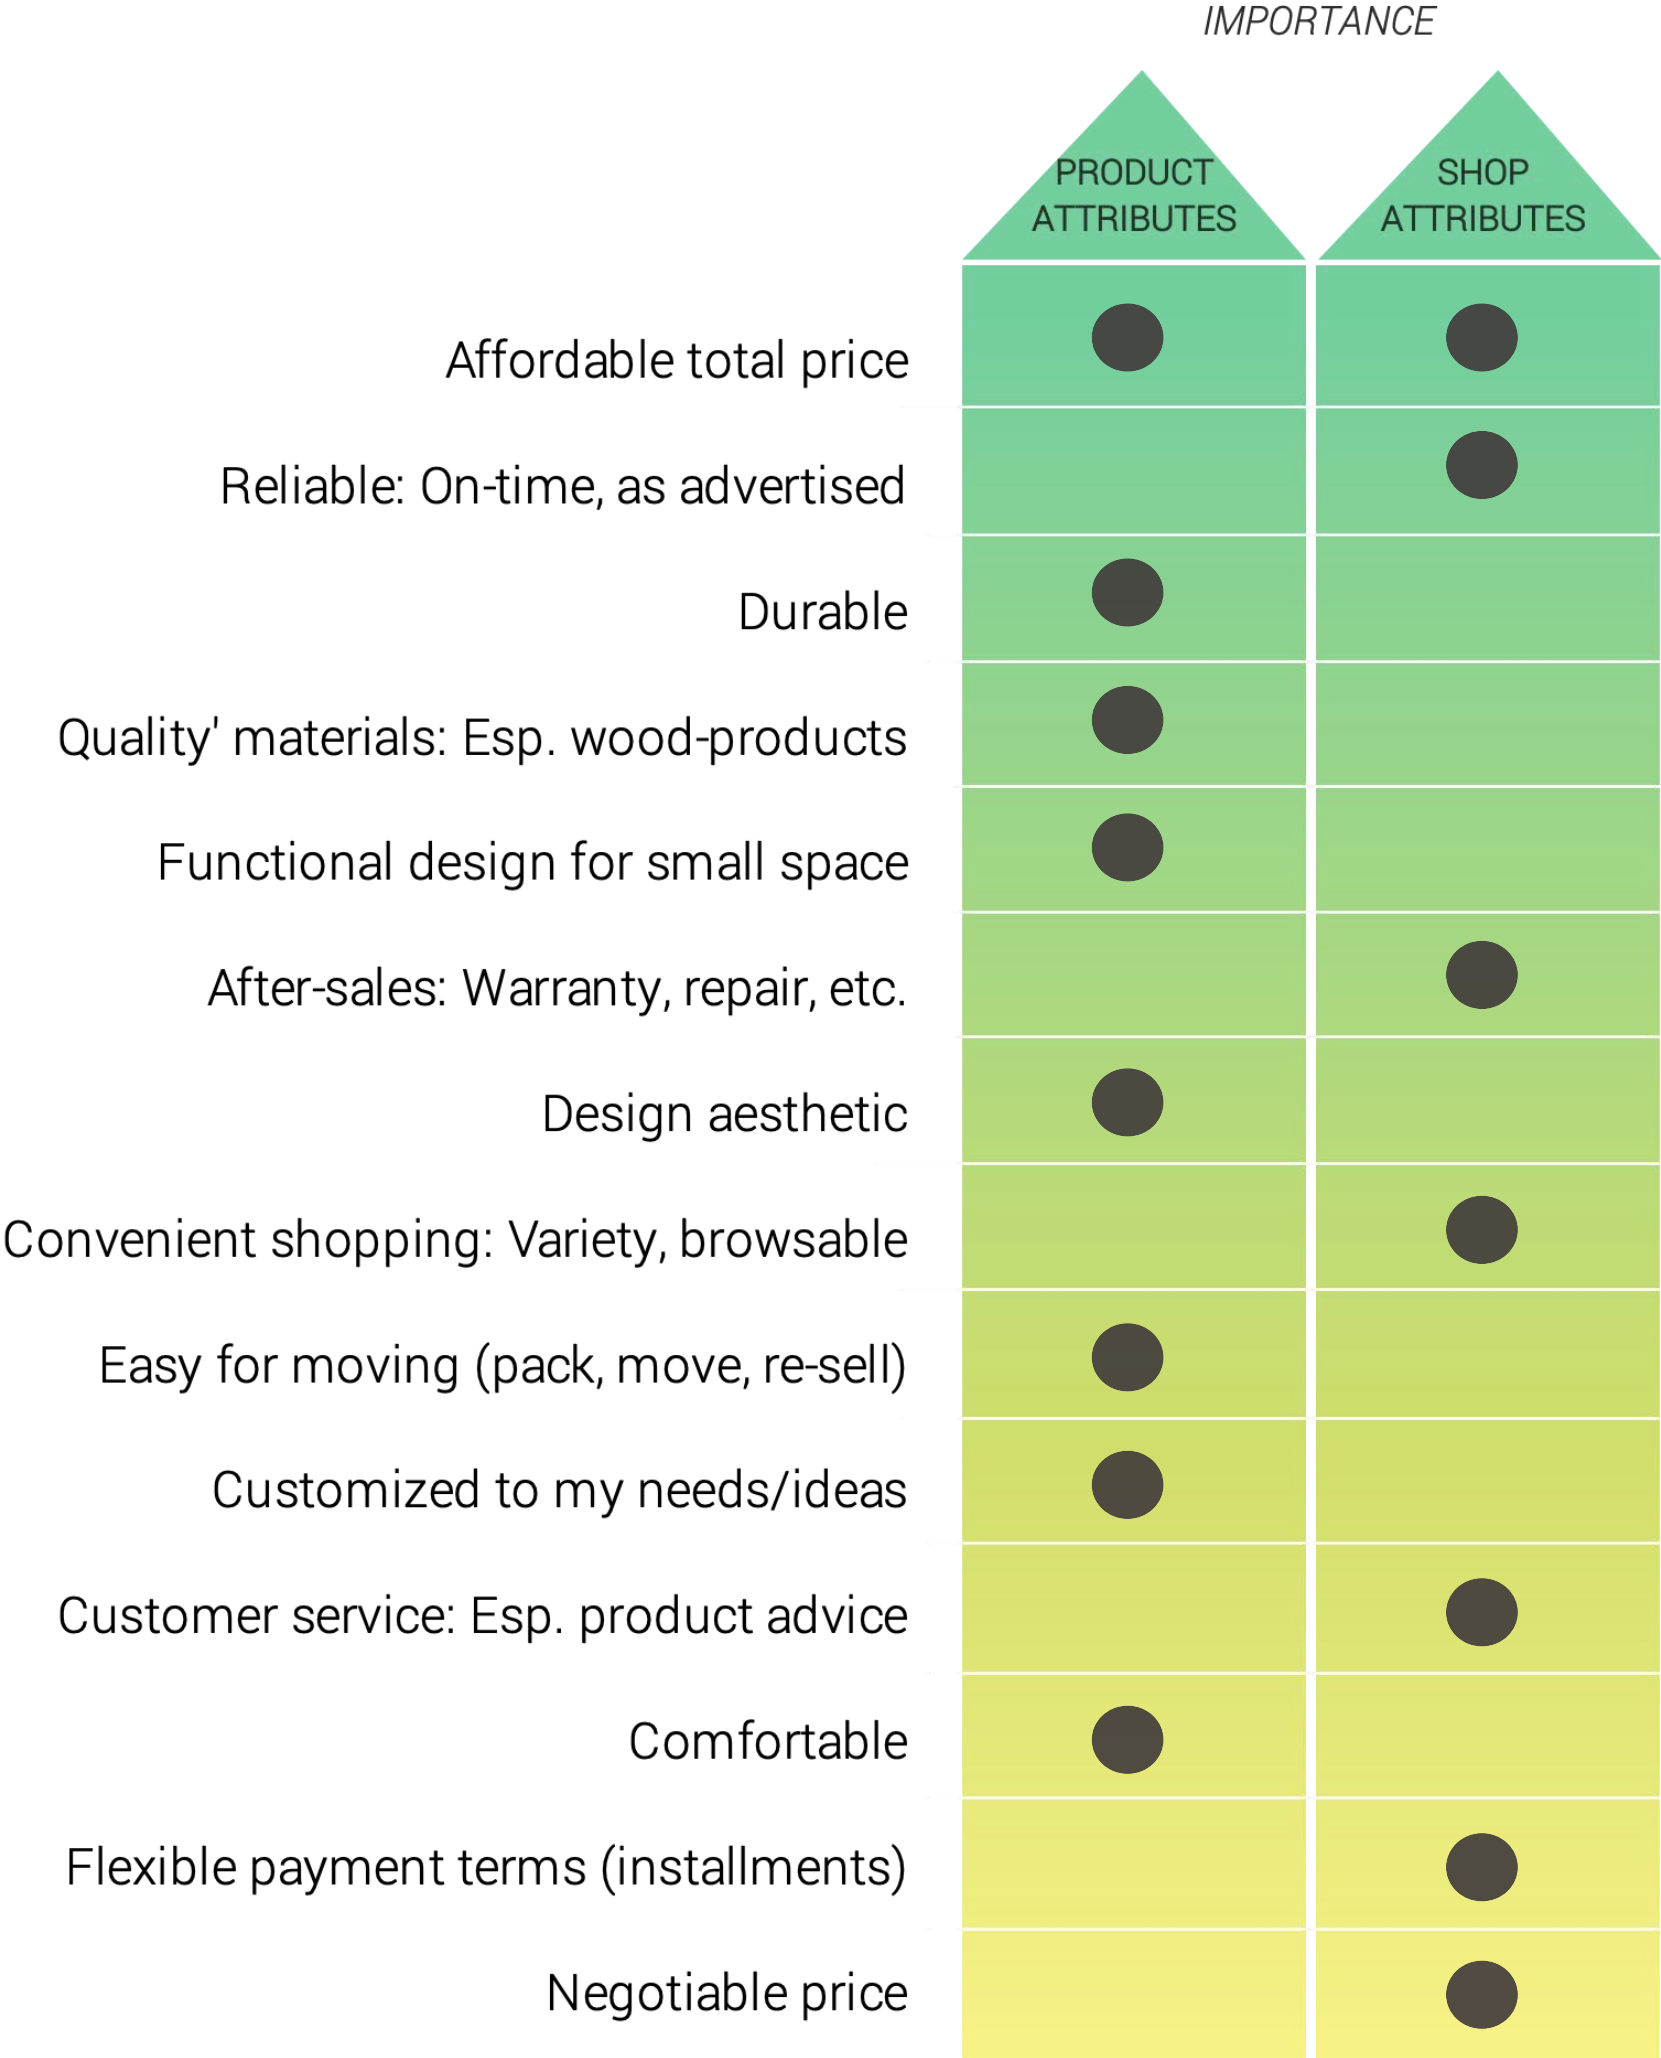 IMPORTANCE
PRODUCT
ATTRIBUTES
SHOP
ATTRIBUTES
Affordable total price
Reliable: On-time, as advertised
Durable
Quality' materials: Esp. wood-products
Functional design for small space
After-sales: Warranty, repair, etc.
Design aesthetic
Convenient shopping: Variety, browsable
Easy for moving (pack, move, re-sell)
Customized to my needs/ideas
Customer service: Esp. product advice
Comfortable
Flexible payment terms (installments)
Negotiable price